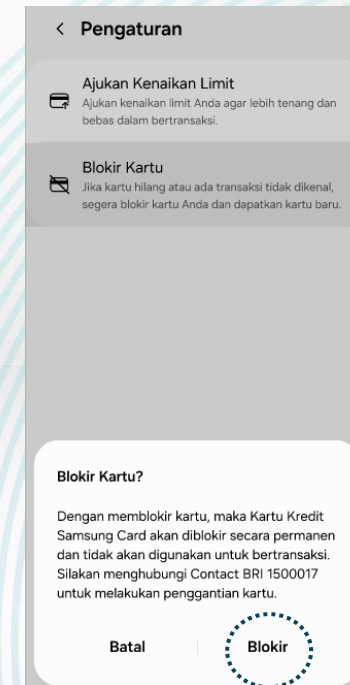 < Pengaturan
Ajukan Kenaikan Limit
Ajukan kenaikan limit Anda agar lebih tenang dan
bebas dalam bertransaksi.
Blokir Kartu
Jika kartu hilang atau ada transaksi tidak dikenal,
segera blokir kartu Anda dan dapatkan kartu baru.
Blokir Kartu?
Dengan memblokir kartu, maka Kartu Kredit
Samsung Card akan diblokir secara permanen
dan tidak akan digunakan untuk bertransaksi.
Silakan menghubungi Contact BRI 1500017
untuk melakukan penggantian kartu.
Batal
Blokir